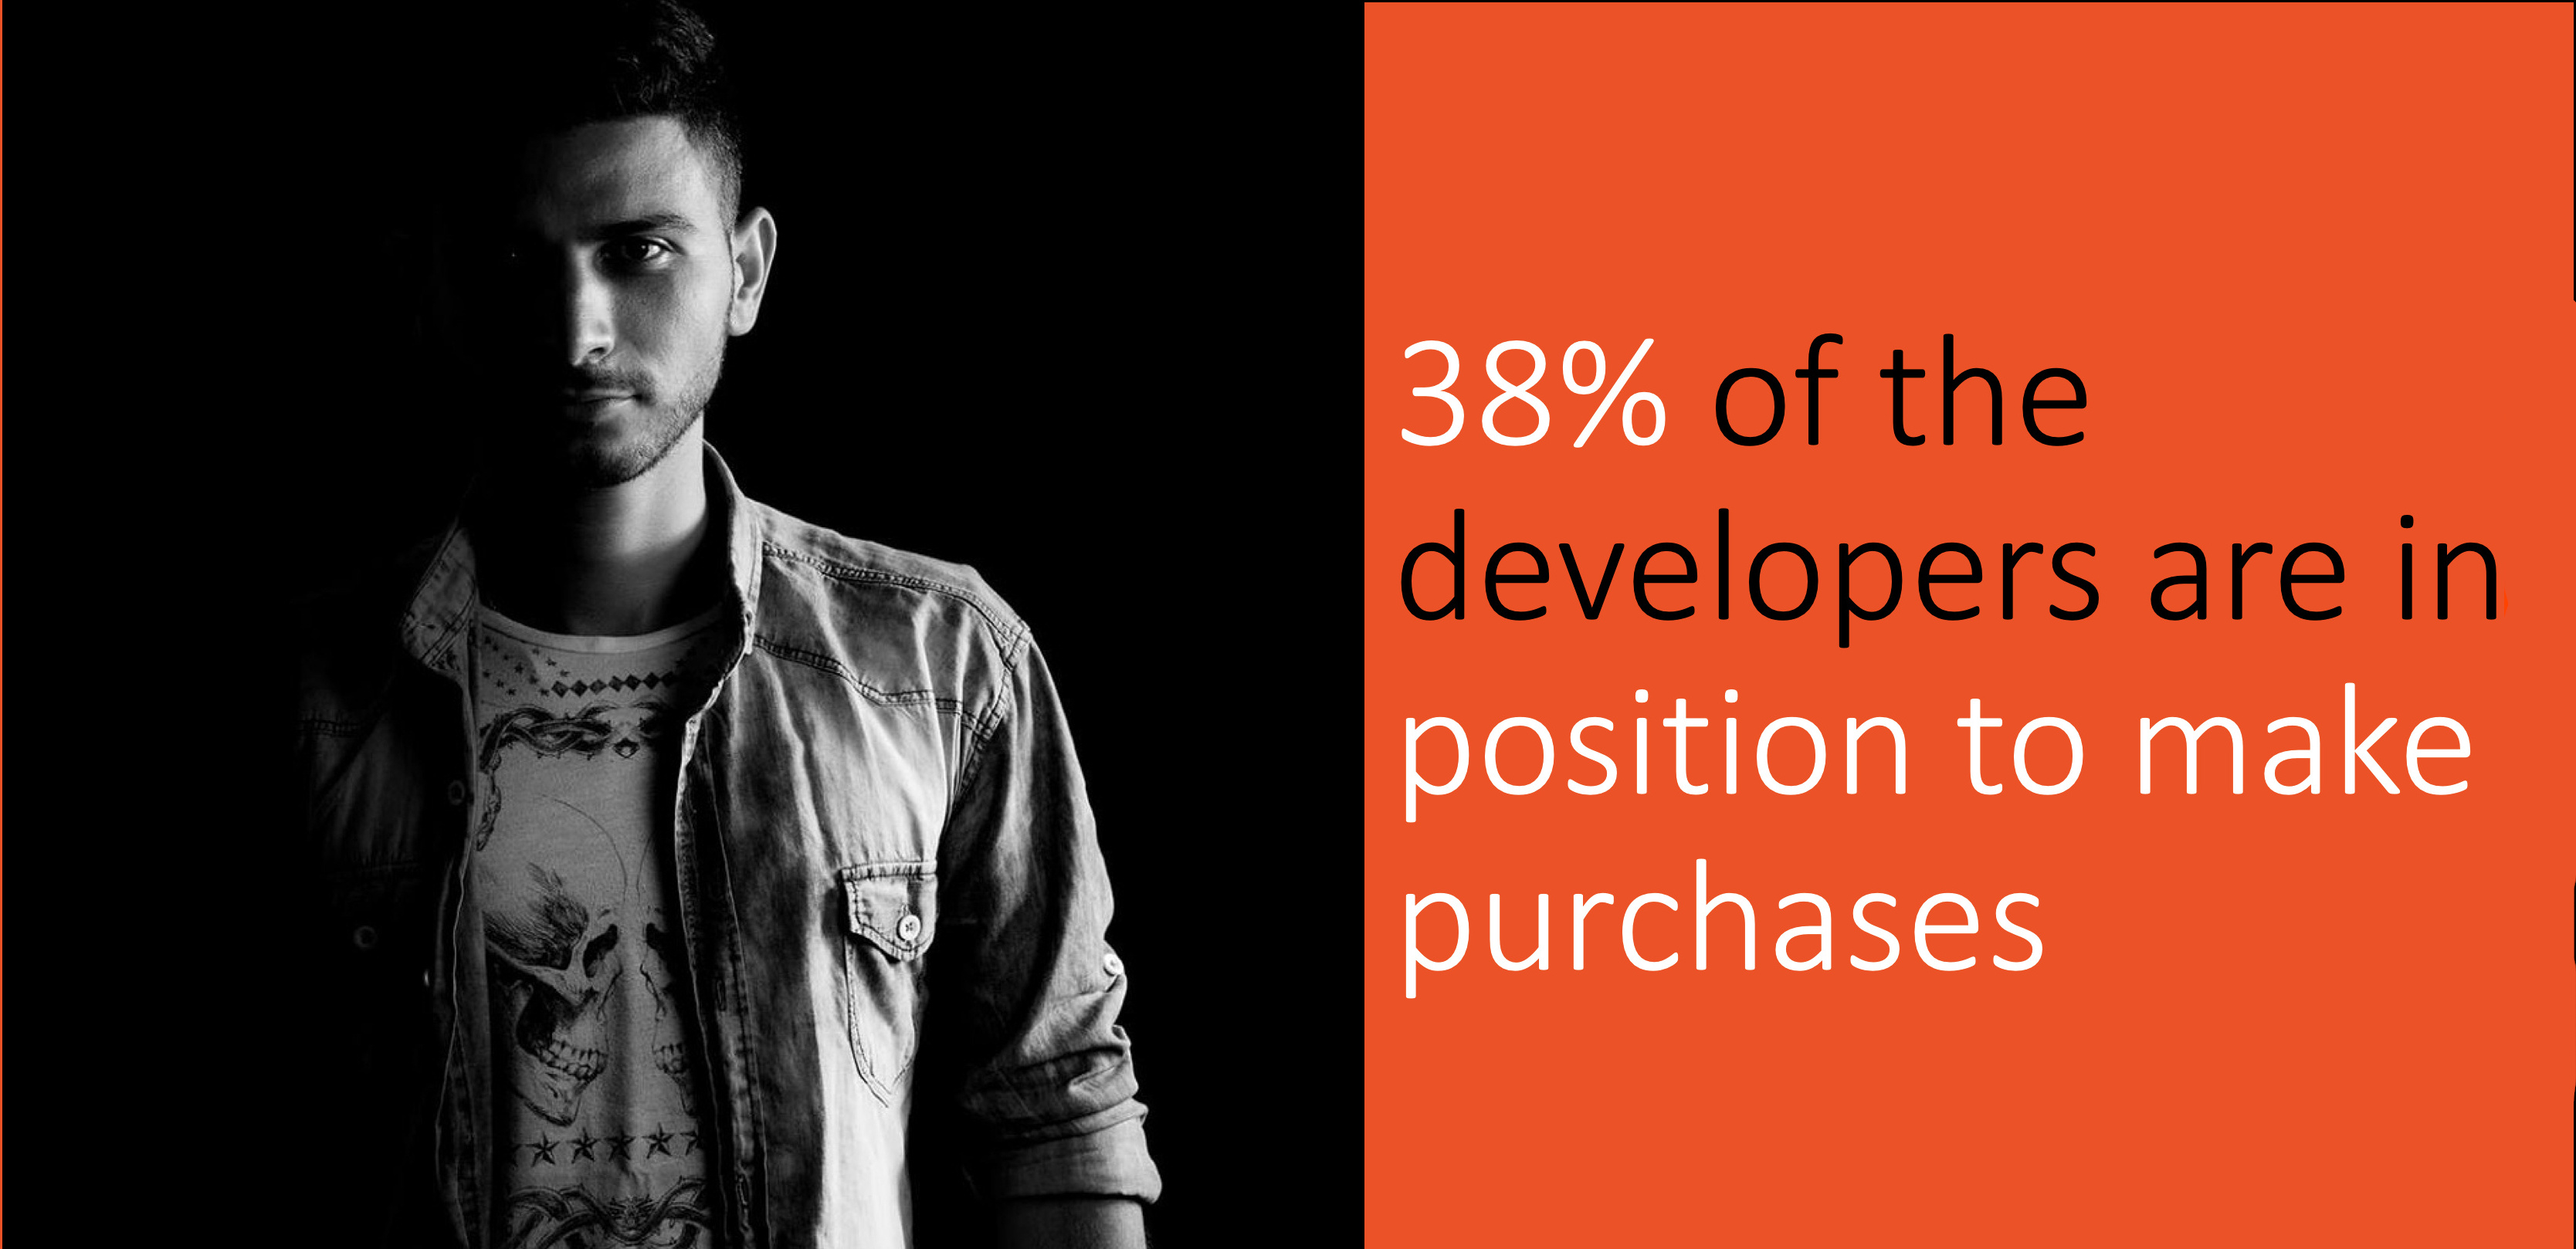 38% of the
developers are in
position to make
purchases